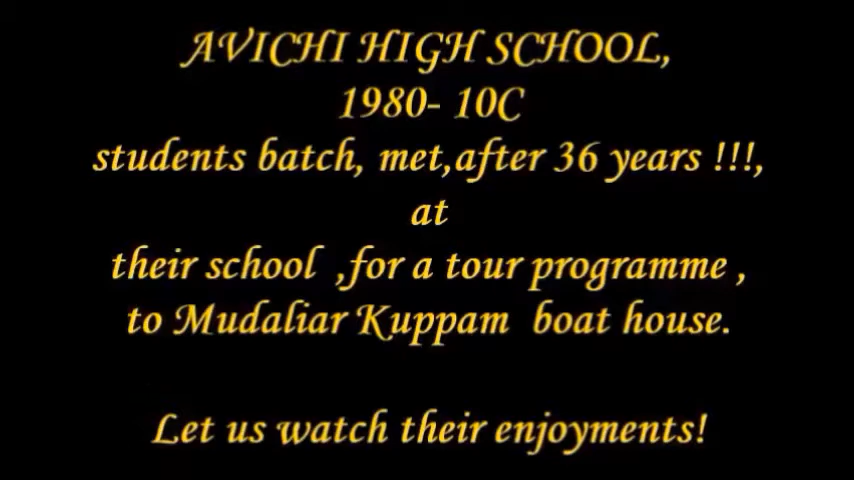 AVICHI HIGH SCHOOL,
1980- 10C
students batch, met,after 36 years !!!,
at
their school ,for a tour programme ,
to Mudaliar Kuppam boat house.
Let us watch their enjoyments!